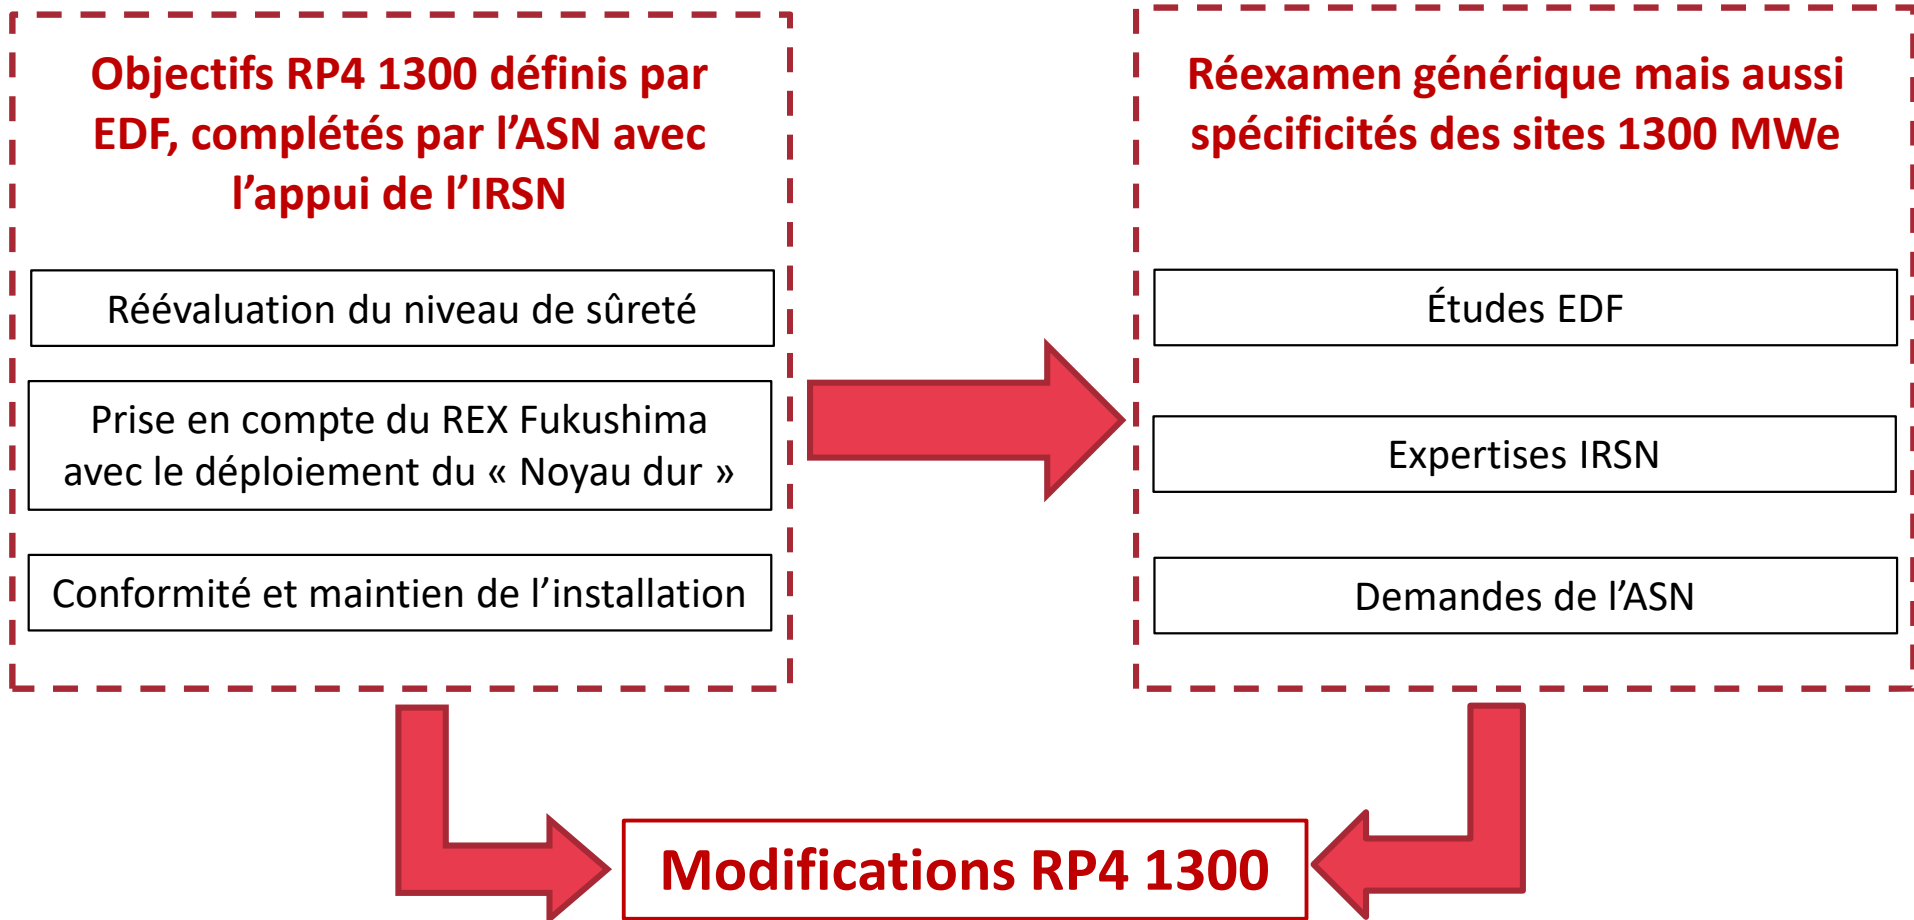 Objectifs RP4 1300 définis par
EDF, complétés par l’ASN avec
l’appui de l’IRSN
Réévaluation du niveau de sûreté
Prise en compte du REX Fukushima
avec le déploiement du « Noyau dur »
Conformité et maintien de l’installation
Réexamen générique mais aussi
spécificités des sites 1300 MWe
Études EDF
Expertises IRSN
Demandes de l’ASN
Modifications RP4 1300